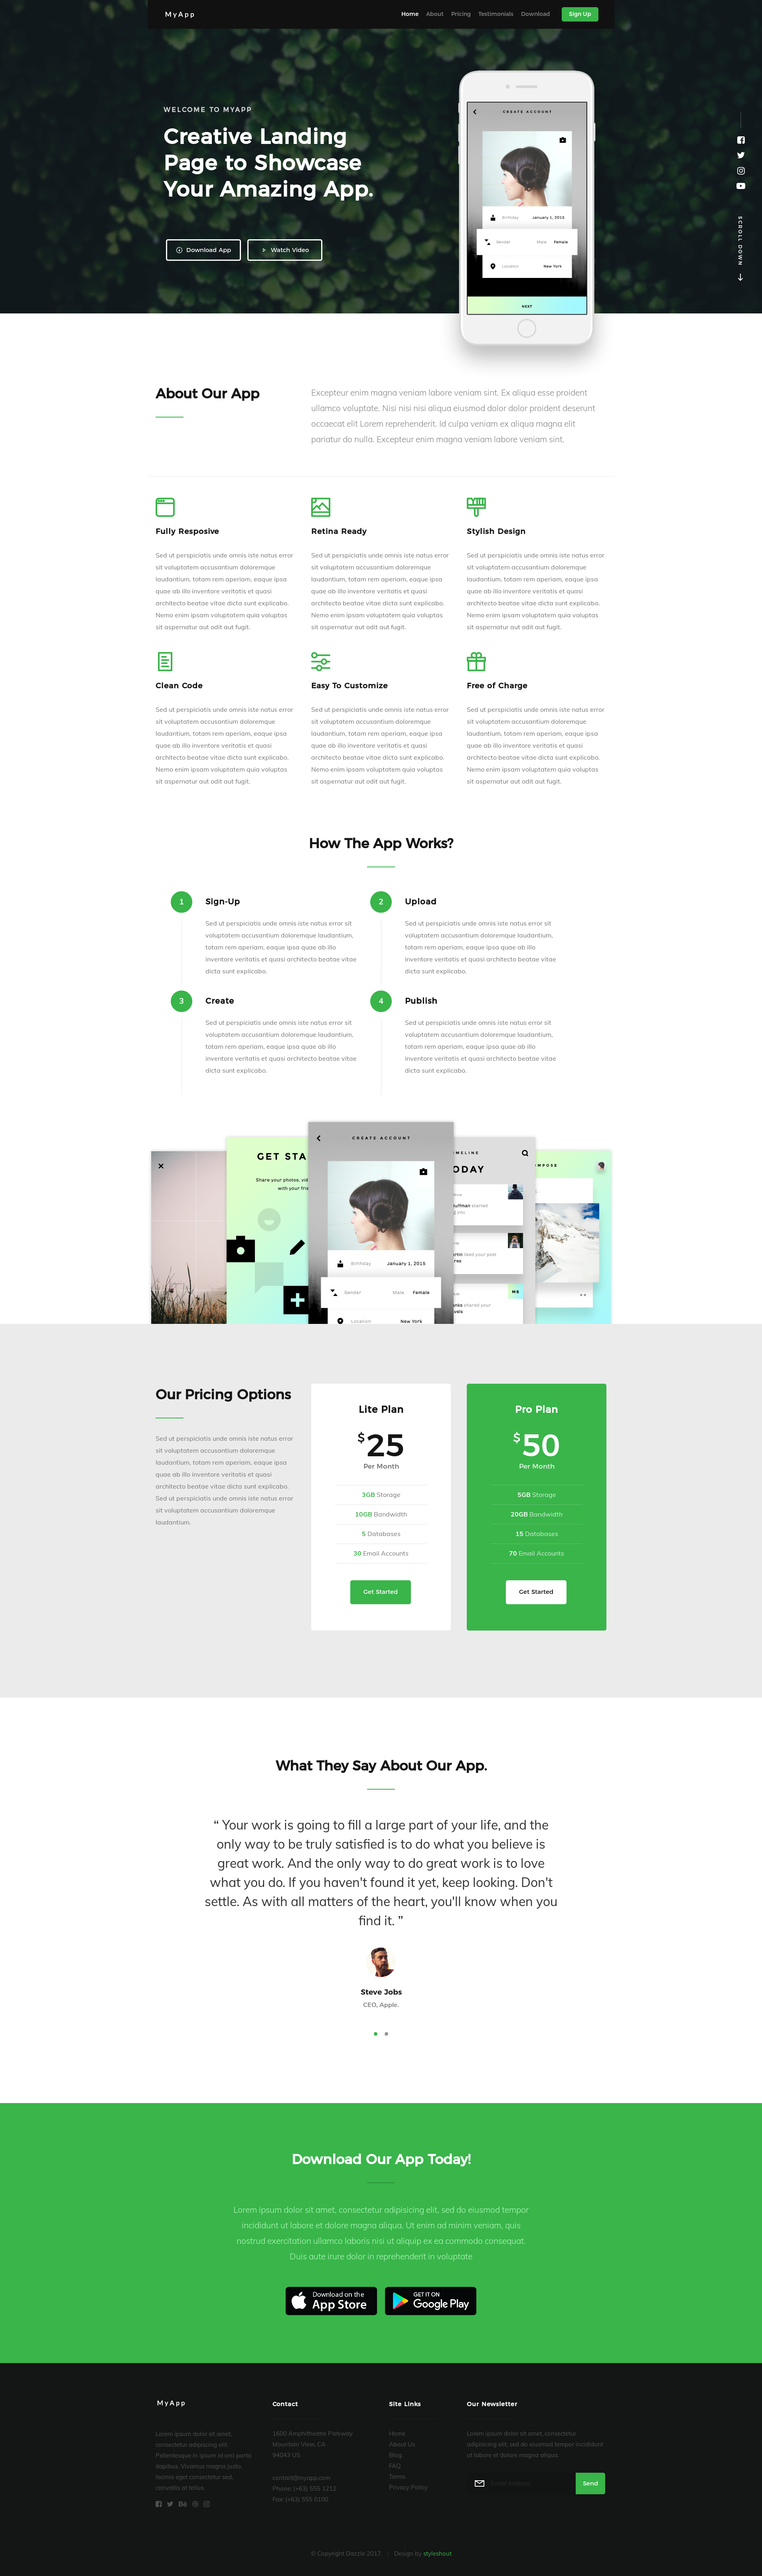 MyApp
Home About Pricing Testimonials Download Sign Up
WELCOME TO MYAPP
Creative Landing
Page to Showcase
Your Amazing App.
Download App Watch Video
CREATE ACCOUNT
Birthday January 1, 2015
Gender Male Female
Location New York
NEXT
SCROLL DOWN
About Our App
Excepteur enim magna veniam labore veniam sint. Ex aliqua esse proident
ullamco voluptate. Nisi nisi nisi aliqua eiusmod dolor dolor proident deserunt
occaecat elit Lorem reprehenderit. Id culpa veniam ex aliqua magna elit
pariatur do nulla. Excepteur enim magna veniam labore veniam sint.
Fully Resposive
Sed ut perspiciatis unde omnis iste natus error
sit voluptatem accusantium doloremque
laudantium, totam rem aperiam, eaque ipsa
quae ab illo inventore veritatis et quasi
architecto beatae vitae dicta sunt explicabo.
Nemo enim ipsam voluptatem quia voluptas
sit aspernatur aut odit aut fugit.
Retina Ready
Sed ut perspiciatis unde omnis iste natus error
sit voluptatem accusantium doloremque
laudantium, totam rem aperiam, eaque ipsa
quae ab illo inventore veritatis et quasi
architecto beatae vitae dicta sunt explicabo.
Nemo enim ipsam voluptatem quia voluptas
sit aspernatur aut odit aut fugit.
Stylish Design
Sed ut perspiciatis unde omnis iste natus error
sit voluptatem accusantium doloremque
laudantium, totam rem aperiam, eaque ipsa
quae ab illo inventore veritatis et quasi
architecto beatae vitae dicta sunt explicabo.
Nemo enim ipsam voluptatem quia voluptas
sit aspernatur aut odit aut fugit.
Clean Code
Sed ut perspiciatis unde omnis iste natus error
sit voluptatem accusantium doloremque
laudantium, totam rem aperiam, eaque ipsa
quae ab illo inventore veritatis et quasi
architecto beatae vitae dicta sunt explicabo.
Nemo enim ipsam voluptatem quia voluptas
sit aspernatur aut odit aut fugit.
Easy To Customize
Sed ut perspiciatis unde omnis iste natus error
sit voluptatem accusantium doloremque
laudantium, totam rem aperiam, eaque ipsa
quae ab illo inventore veritatis et quasi
architecto beatae vitae dicta sunt explicabo.
Nemo enim ipsam voluptatem quia voluptas
sit aspernatur aut odit aut fugit.
Free of Charge
Sed ut perspiciatis unde omnis iste natus error
sit voluptatem accusantium doloremque
laudantium, totam rem aperiam, eaque ipsa
quae ab illo inventore veritatis et quasi
architecto beatae vitae dicta sunt explicabo.
Nemo enim ipsam voluptatem quia voluptas
sit aspernatur aut odit aut fugit.
How The App Works?
1 Sign-Up
Sed ut perspiciatis unde omnis iste natus error sit
voluptatem accusantium doloremque laudantium,
totam rem aperiam, eaque ipsa quae ab illo
inventore veritatis et quasi architecto beatae vitae
dicta sunt explicabo.
2 Upload
Sed ut perspiciatis unde omnis iste natus error sit
voluptatem accusantium doloremque laudantium,
totam rem aperiam, eaque ipsa quae ab illo
inventore veritatis et quasi architecto beatae vitae
dicta sunt explicabo.
3 Create
Sed ut perspiciatis unde omnis iste natus error sit
voluptatem accusantium doloremque laudantium,
totam rem aperiam, eaque ipsa quae ab illo
inventore veritatis et quasi architecto beatae vitae
dicta sunt explicabo.
4 Publish
Sed ut perspiciatis unde omnis iste natus error sit
voluptatem accusantium doloremque laudantium,
totam rem aperiam, eaque ipsa quae ab illo
inventore veritatis et quasi architecto beatae vitae
dicta sunt explicabo.
GET STA
Share your photos, vid
with your frie
CREATE ACCOUNT
Birthday January 1, 2015
Gender Male Female
Location New York
MELINE
ODAY
uffman started
g you
rtin liked your post
ree
MB
anks shared your
vels
MPOSE
Our Pricing Options
Sed ut perspiciatis unde omnis iste natus error
sit voluptatem accusantium doloremque
laudantium, totam rem aperiam, eaque ipsa
quae ab illo inventore veritatis et quasi
architecto beatae vitae dicta sunt explicabo.
Sed ut perspiciatis unde omnis iste natus error
sit voluptatem accusantium doloremque
laudantium.
Lite Plan
$25
Per Month
3GB Storage
10GB Bandwidth
5 Databases
30 Email Accounts
Get Started
Pro Plan
$50
Per Month
5GB Storage
20GB Bandwidth
15 Databases
70 Email Accounts
Get Started
What They Say About Our App.
“ Your work is going to fill a large part of your life, and the
only way to be truly satisfied is to do what you believe is
great work. And the only way to do great work is to love
what you do. If you haven't found it yet, keep looking. Don't
settle. As with all matters of the heart, you'll know when you
find it. ”
Steve Jobs
CEO, Apple.
Download Our App Today!
Lorem ipsum dolor sit amet, consectetur adipisicing elit, sed do eiusmod tempor
incididunt ut labore et dolore magna aliqua. Ut enim ad minim veniam, quis
nostrud exercitation ullamco laboris nisi ut aliquip ex ea commodo consequat.
Duis aute irure dolor in reprehenderit in voluptate
Download on the
App Store
GET IT ON
Google Play
MyApp
Lorem ipsum dolor sit amet,
consectetur adipiscing elit.
Pellentesque in ipsum id orci porta
dapibus. Vivamus magna justo,
lacinia eget consectetur sed,
convallis at tellus.
Contact
1600 Amphitheatre Parkway
Mountain View, CA
94043 US
contact@myapp.com
Phone: (+63) 555 1212
Fax: (+63) 555 0100
Site Links
Home
About Us
Blog
FAQ
Terms
Privacy Policy
Our Newsletter
Lorem ipsum dolor sit amet, consectetur
adipisicing elit, sed do eiusmod tempor incididunt
ut labore et dolore magna aliqua.
Email Address
Send
© Copyright Dazzle 2017. Design by styleshout